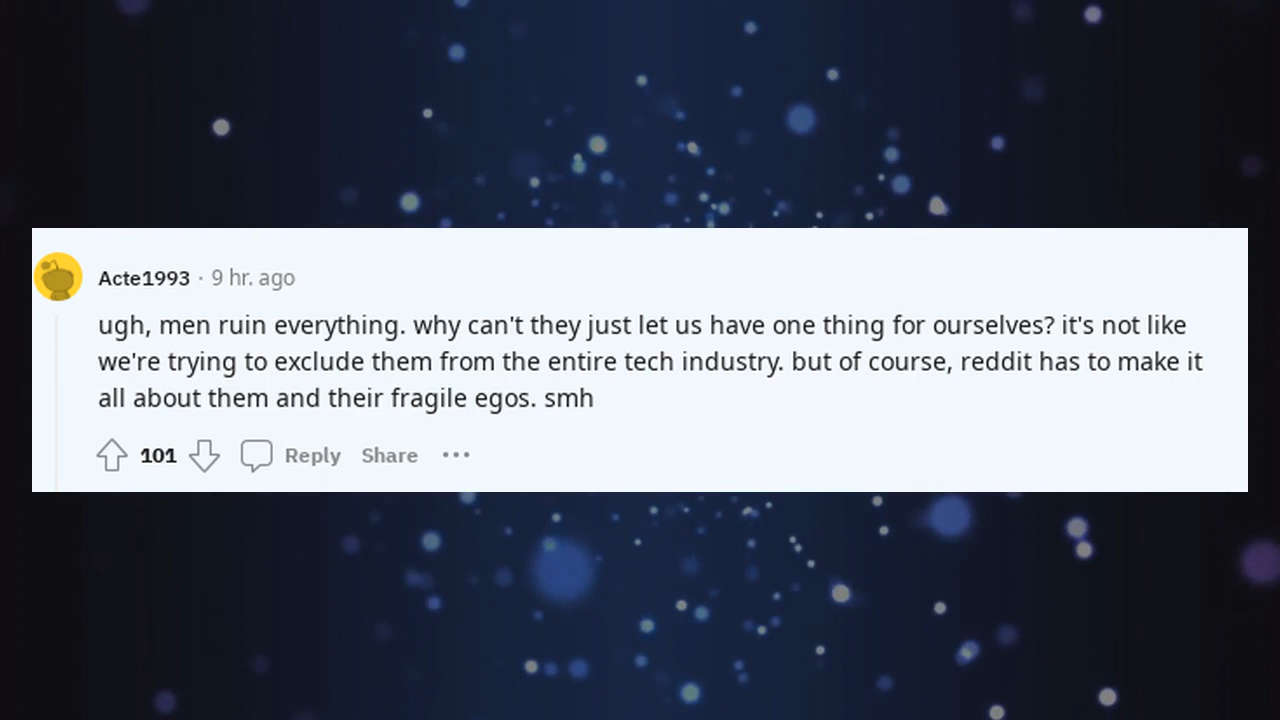 Acte1993 · 9 hr. ago
ugh, men ruin everything. why can't they just let us have one thing for ourselves? it's not like
we're trying to exclude them from the entire tech industry. but of course, reddit has to make it
all about them and their fragile egos. smh
101 Reply Share ···